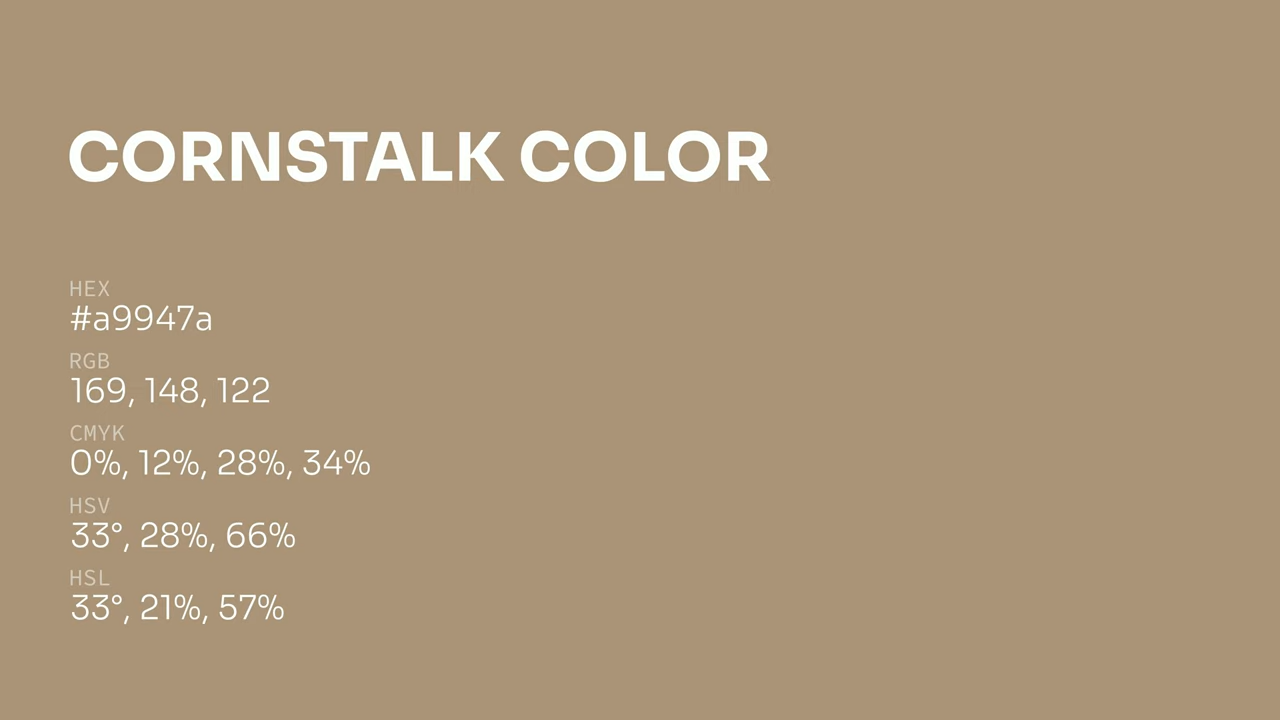 CORNSTALK COLOR
HEX
#a9947a
RGB
169, 148, 122
CMYK
0%, 12%, 28%, 34%
HSV
33°, 28%, 66%
HSL
33°, 21%, 57%